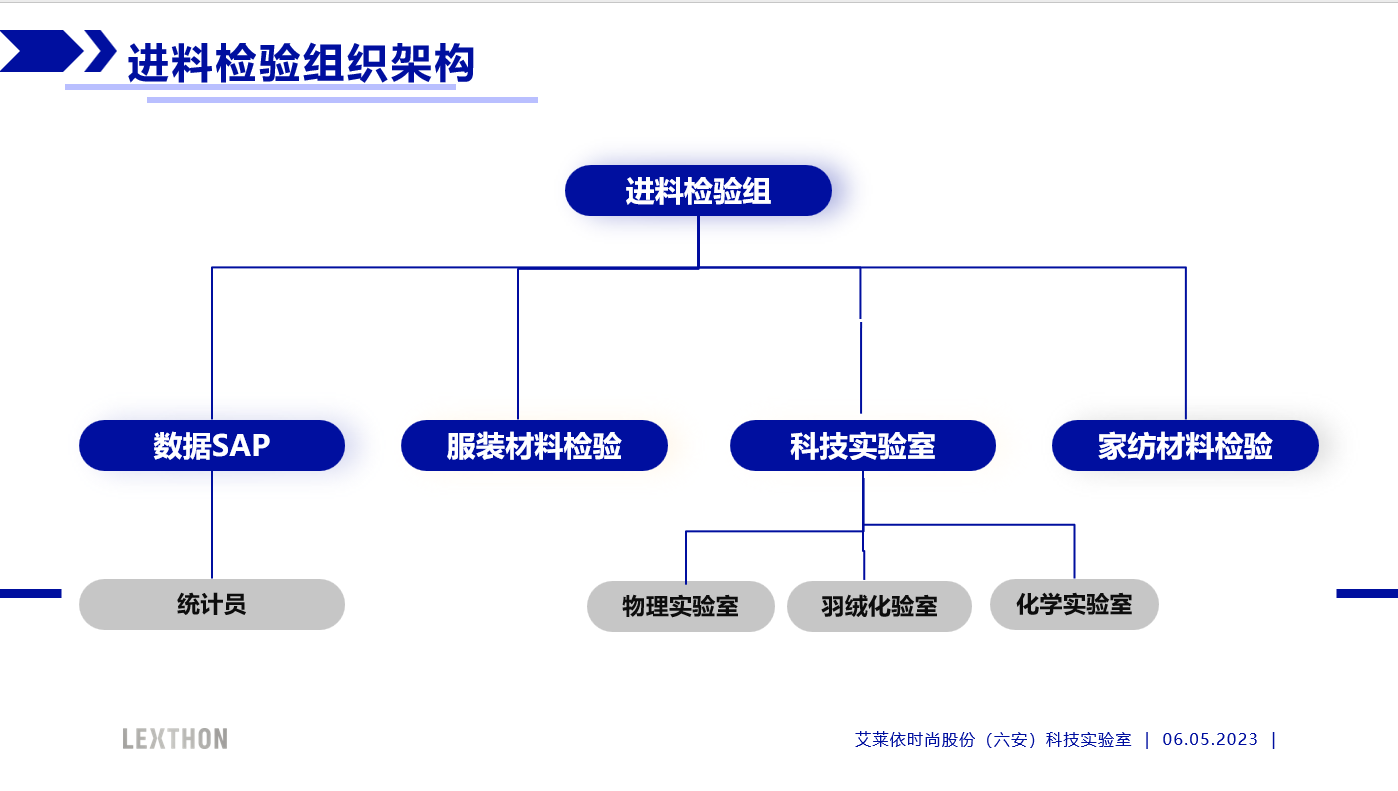 进料检验组织架构
进料检验组
数据SAP
服装材料检验
科技实验室
家纺材料检验
统计员
物理实验室
羽绒化验室
化学实验室
LEXTHON
艾莱依时尚股份（六安）科技实验室 | 06.05.2023 |